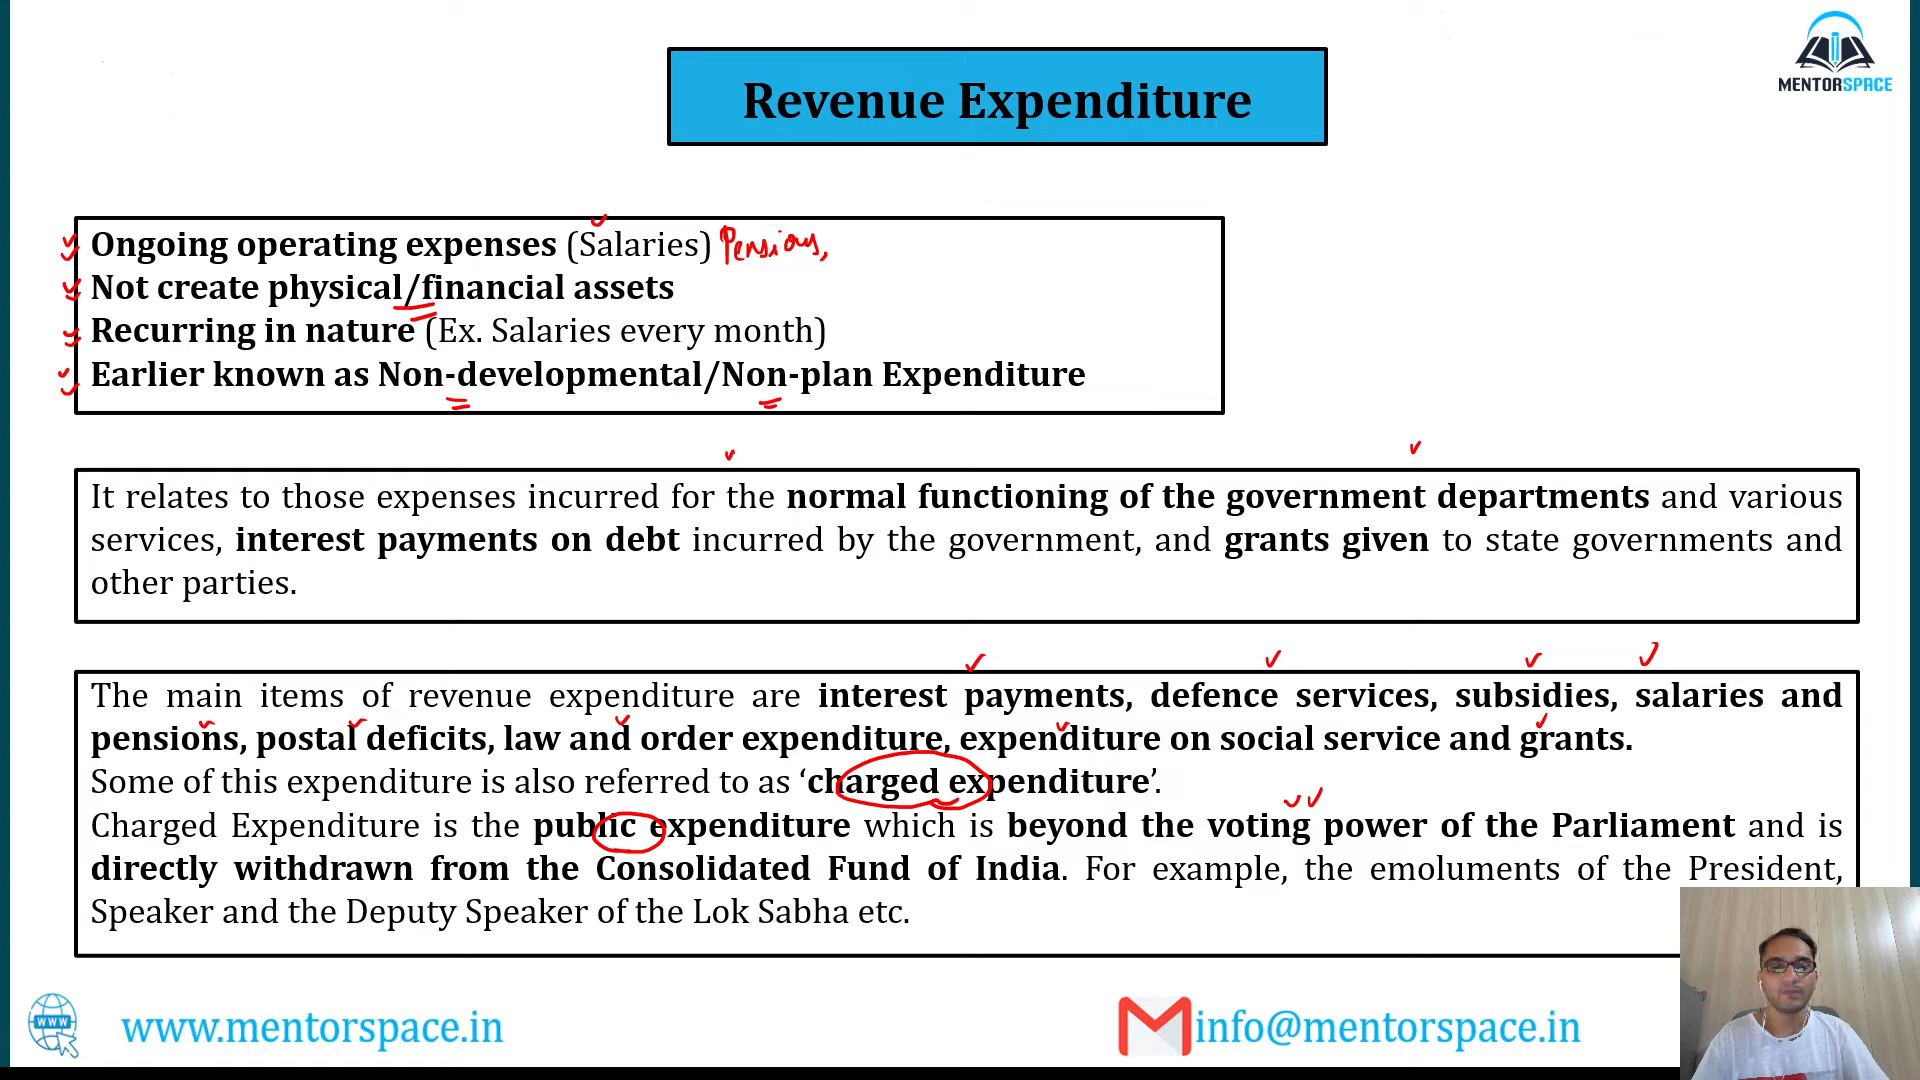 MENTORSPACE
Revenue Expenditure
Ongoing operating expenses (Salaries) Pensions,
Not create physical/financial assets
Recurring in nature (Ex. Salaries every month)
Earlier known as Non-developmental/Non-plan Expenditure
It relates to those expenses incurred for the normal functioning of the government departments and various
services, interest payments on debt incurred by the government, and grants given to state governments and
other parties.
The main items of revenue expenditure are interest payments, defence services, subsidies, salaries and
pensions, postal deficits, law and order expenditure, expenditure on social service and grants.
Some of this expenditure is also referred to as ‘charged expenditure’.
Charged Expenditure is the public expenditure which is beyond the voting power of the Parliament and is
directly withdrawn from the Consolidated Fund of India. For example, the emoluments of the President,
Speaker and the Deputy Speaker of the Lok Sabha etc.
WWW
www.mentorspace.in
info@mentorspace.in